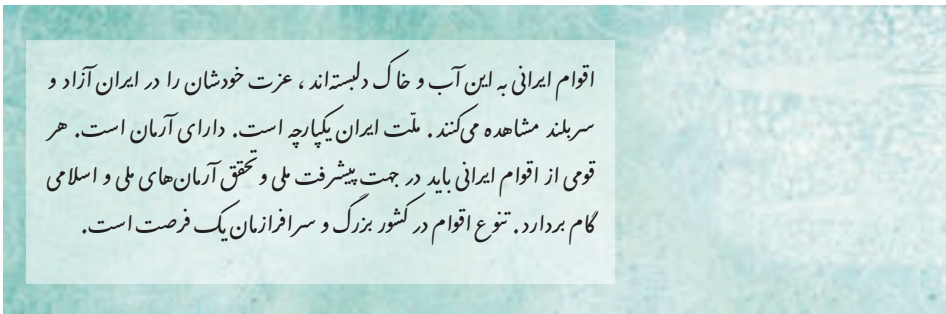 اقوام ایرانی به این آب و خاک دلبسته‌اند، عزت خودشان را در ایران آزاد و
سربلند مشاهده می‌کنند. ملّت ایران یکپارچه است. دارای آرمان است. هر
قومی از اقوام ایرانی باید در جهت پیشرفت ملی و تحقق آرمان‌های ملی و اسلامی
گام بردارد. تنوع اقوام در کشور بزرگ و سرافرازمان یک فرصت است.